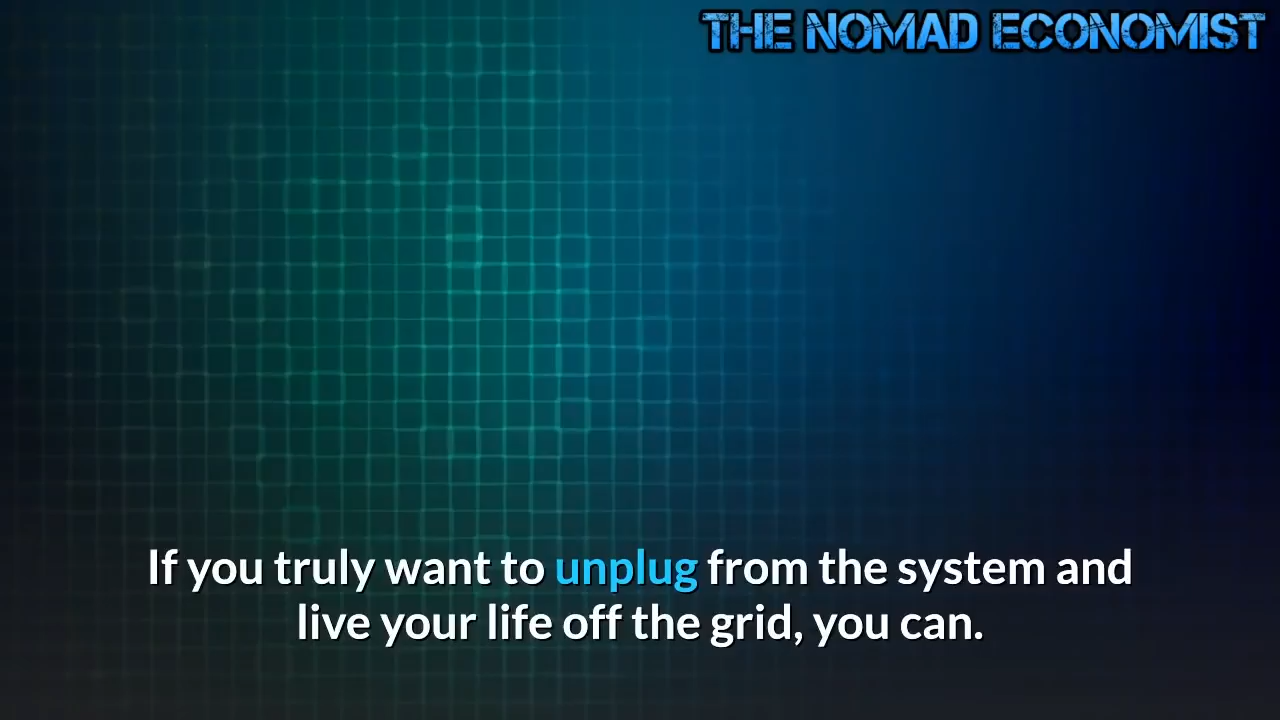 THE NOMAD ECONOMIST
If you truly want to unplug from the system and
live your life off the grid, you can.